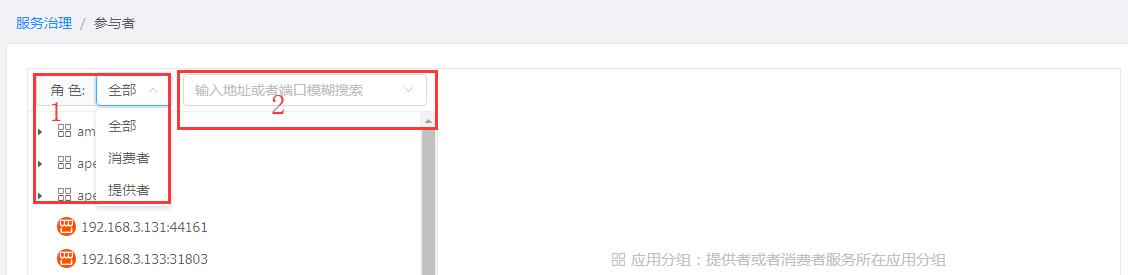 服务治理 / 参与者
角 色: 全部 输入地址或者端口模糊搜索
1 2
全部
am
消费者
ape
提供者
ape
192.168.3.131:44161
192.168.3.133:31803
应用分组：提供者或者消费者服务所在应用分组